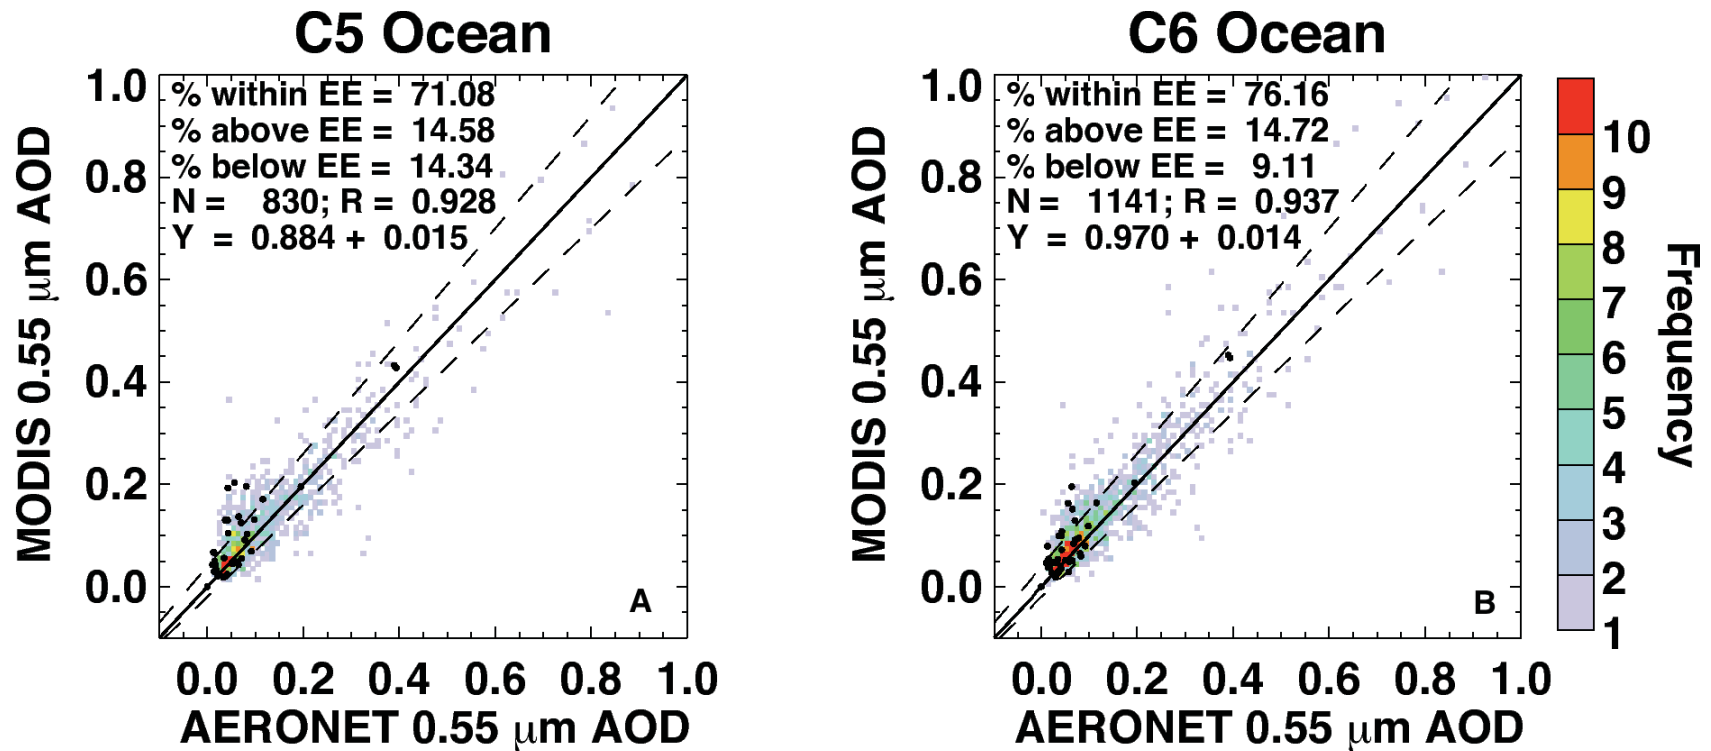 C5 Ocean
% within EE = 71.08
% above EE = 14.58
% below EE = 14.34
N = 830; R = 0.928
Y = 0.884 + 0.015
1.0
0.8
0.6
0.4
0.2
0.0
MODIS 0.55 μm AOD
A
0.0 0.2 0.4 0.6 0.8 1.0
AERONET 0.55 μm AOD
C6 Ocean
% within EE = 76.16
% above EE = 14.72
% below EE = 9.11
N = 1141; R = 0.937
Y = 0.970 + 0.014
1.0
0.8
0.6
0.4
0.2
0.0
MODIS 0.55 μm AOD
B
0.0 0.2 0.4 0.6 0.8 1.0
AERONET 0.55 μm AOD
10
9
8
7
6
5
4
3
2
1
Frequency